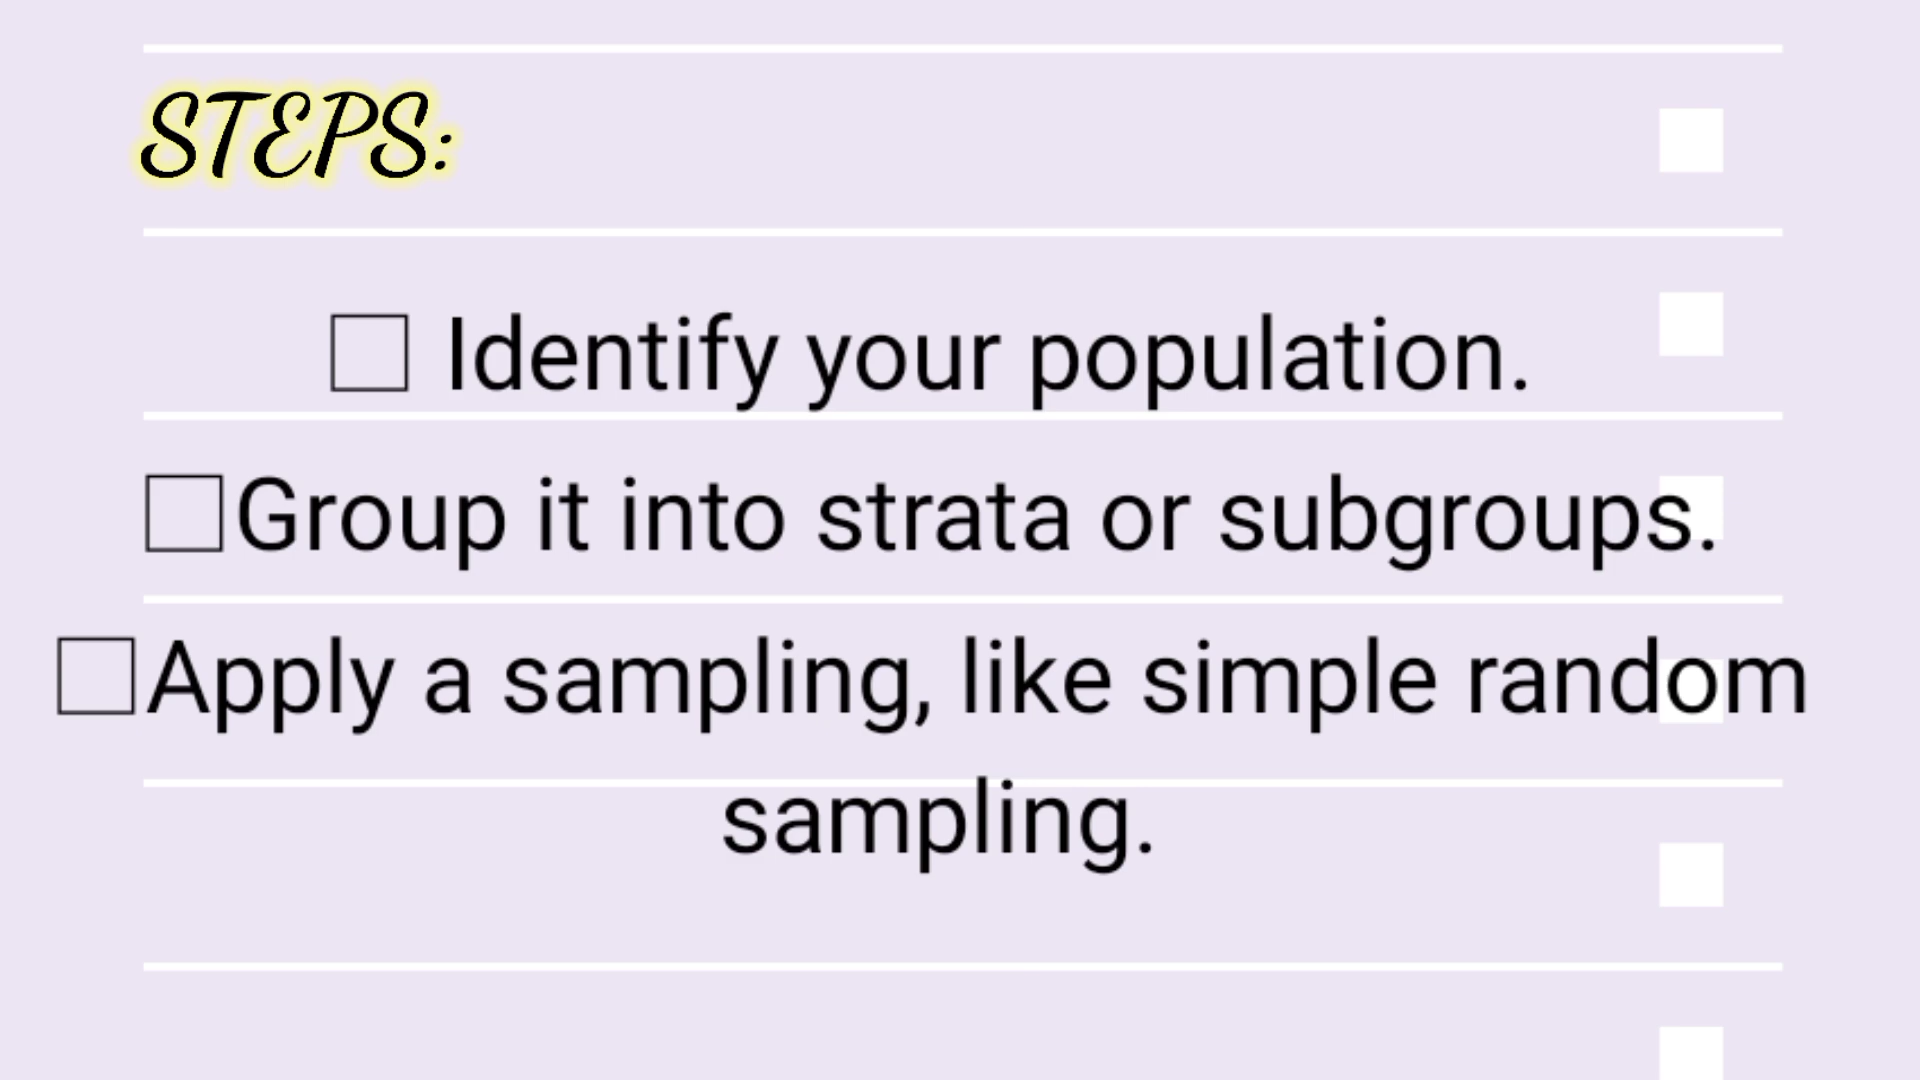 STEPS:
☐ Identify your population.
☐Group it into strata or subgroups.
☐Apply a sampling, like simple random
sampling.